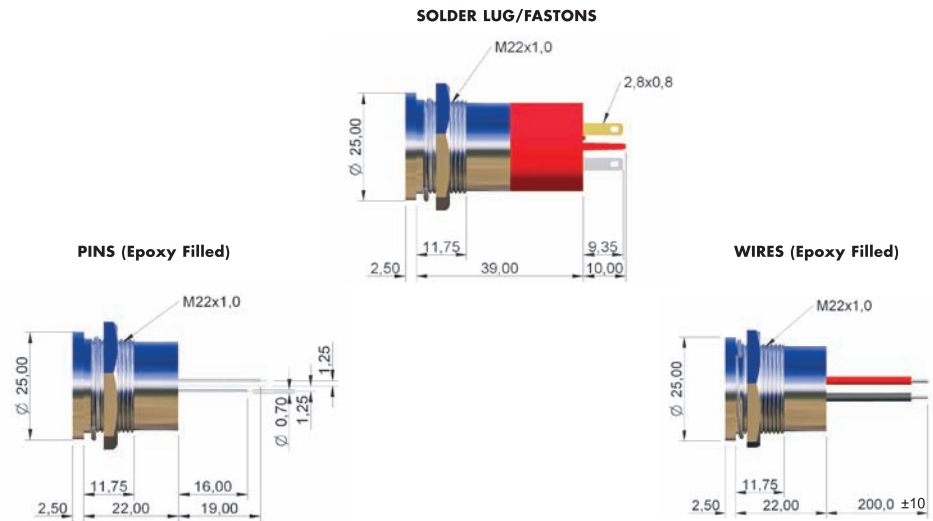 SOLDER LUG/FASTONS
M22x1,0
2,8x0,8
Ø 25,00
11,75
9,35
2,50
39,00
10,00
PINS (Epoxy Filled)
M22x1,0
Ø 25,00
1,25
Ø 0,70
1,25
11,75
16,00
2,50
22,00
19,00
WIRES (Epoxy Filled)
M22x1,0
Ø 25,00
11,75
2,50
22,00
200,0 ±10